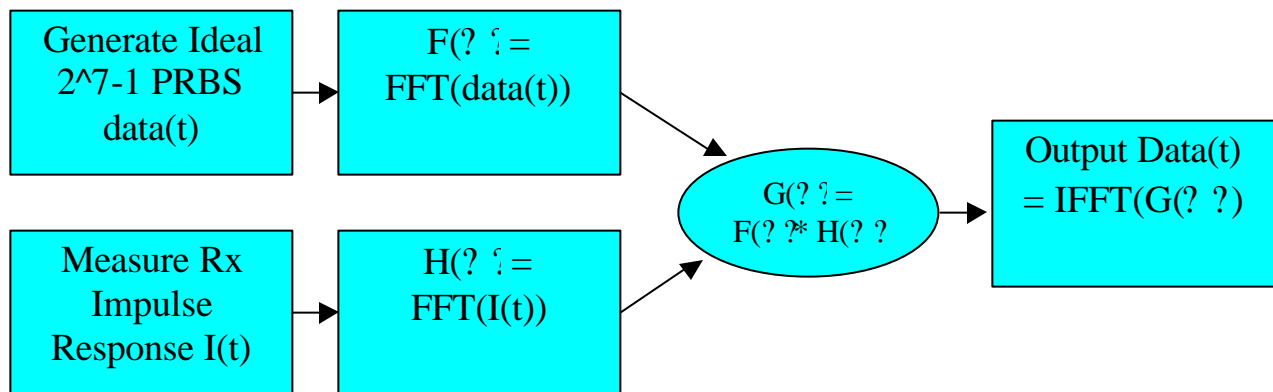 Generate Ideal
2^7-1 PRBS
data(t)
F(? ?=
FFT(data(t))
Measure Rx
Impulse
Response I(t)
H(? ?=
FFT(I(t))
G(? ?=
F(? ?* H(? ?
Output Data(t)
= IFFT(G(? ?)